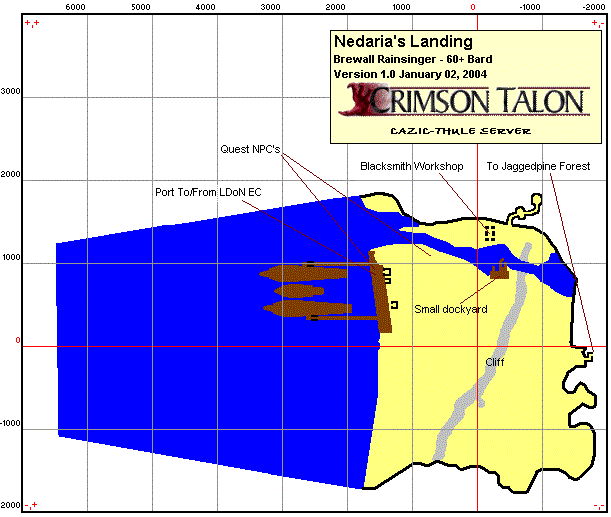 6000 5000 4000 3000 2000 1000 0 -1000 -2000
Nedaria's Landing
Brewall Rainsinger - 60+ Bard
Version 1.0 January 02, 2004
CRIMSON TALON
CAZIC-THULE SERVER
3000
Quest NPC's
Blacksmith Workshop
To Jaggedpine Forest
2000
Port To/From LDoN EC
1000
Small dockyard
0
Cliff
-1000
2000